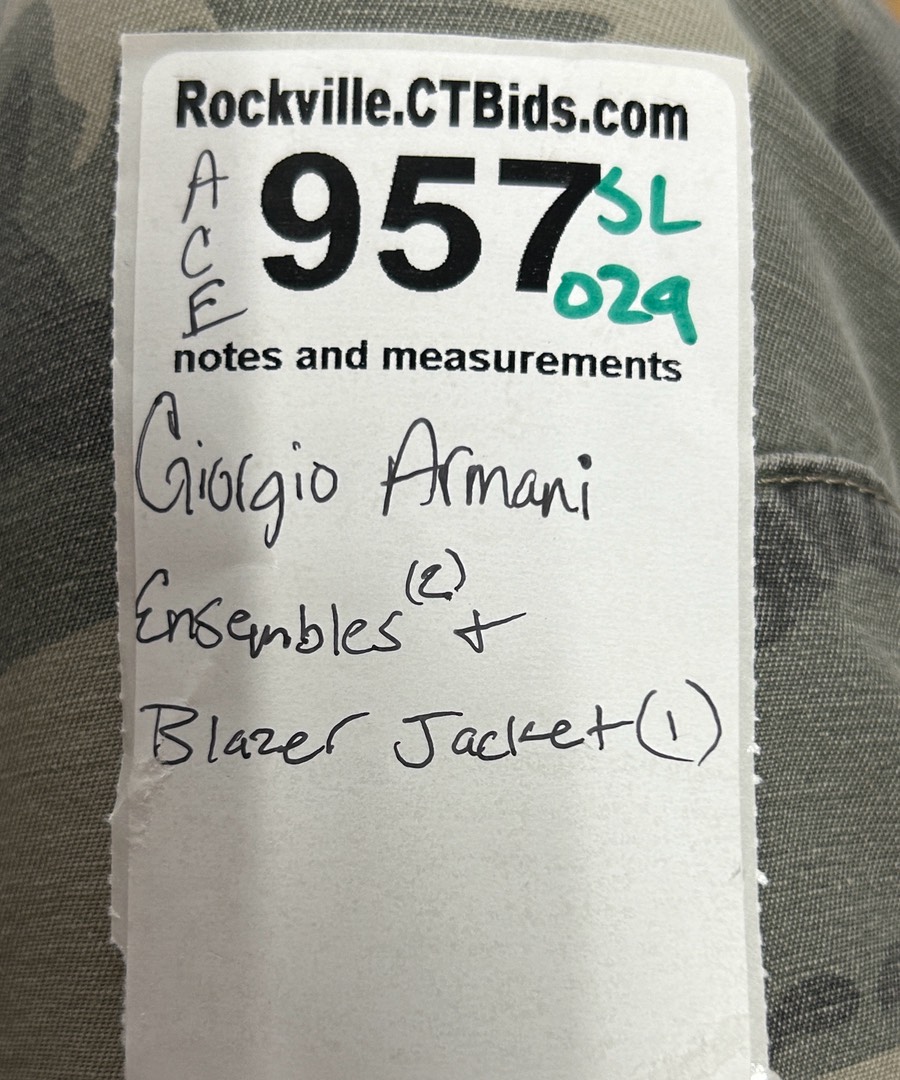 Rockville.CTBids.com
A
C
E
957
SL
029
notes and measurements
Giorgio Armani
Ensembles (2) +
Blazer Jacket (1)